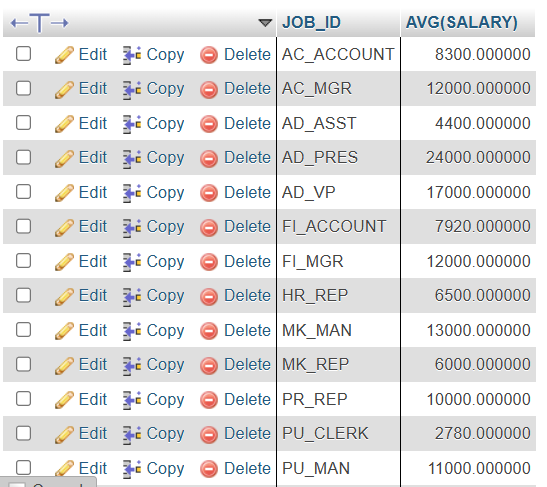 JOB_ID AVG(SALARY)
Edit Copy Delete AC_ACCOUNT 8300.000000
Edit Copy Delete AC_MGR 12000.000000
Edit Copy Delete AD_ASST 4400.000000
Edit Copy Delete AD_PRES 24000.000000
Edit Copy Delete AD_VP 17000.000000
Edit Copy Delete FI_ACCOUNT 7920.000000
Edit Copy Delete FI_MGR 12000.000000
Edit Copy Delete HR_REP 6500.000000
Edit Copy Delete MK_MAN 13000.000000
Edit Copy Delete MK_REP 6000.000000
Edit Copy Delete PR_REP 10000.000000
Edit Copy Delete PU_CLERK 2780.000000
Edit Copy Delete PU_MAN 11000.000000